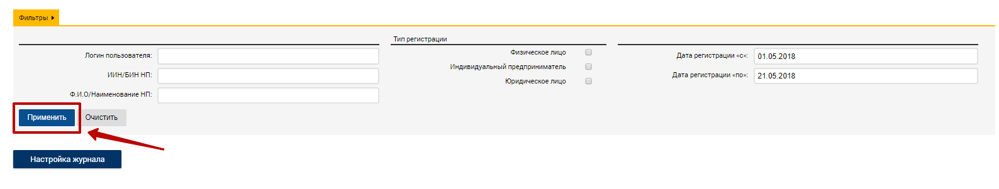 Фильтры
Логин пользователя:
ИИН/БИН НП:
Ф.И.О/Наименование НП:
Тип регистрации
Физическое лицо
Индивидуальный предприниматель
Юридическое лицо
Дата регистрации «с»: 01.05.2018
Дата регистрации «по»: 21.05.2018
Применить Очистить
Настройка журнала